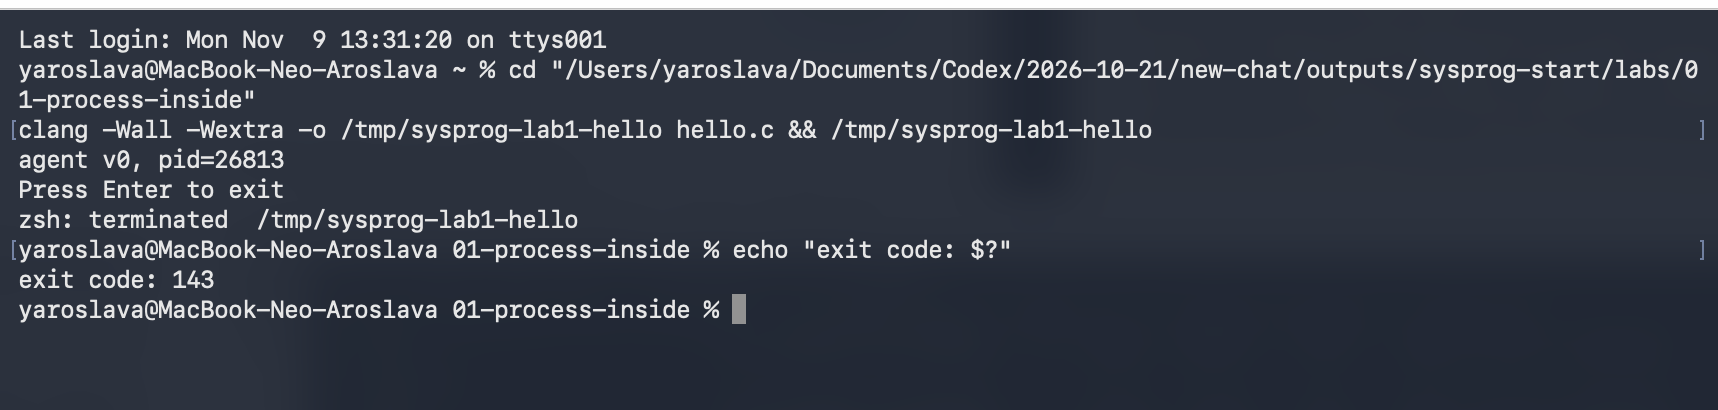 Last login: Mon Nov  9 13:31:20 on ttys001
yaroslava@MacBook-Neo-Aroslava ~ % cd "/Users/yaroslava/Documents/Codex/2026-10-21/new-chat/outputs/sysprog-start/labs/0
1-process-inside"
[clang -Wall -Wextra -o /tmp/sysprog-lab1-hello hello.c && /tmp/sysprog-lab1-hello ]
agent v0, pid=26813
Press Enter to exit
zsh: terminated  /tmp/sysprog-lab1-hello
[yaroslava@MacBook-Neo-Aroslava 01-process-inside % echo "exit code: $?" ]
exit code: 143
yaroslava@MacBook-Neo-Aroslava 01-process-inside %